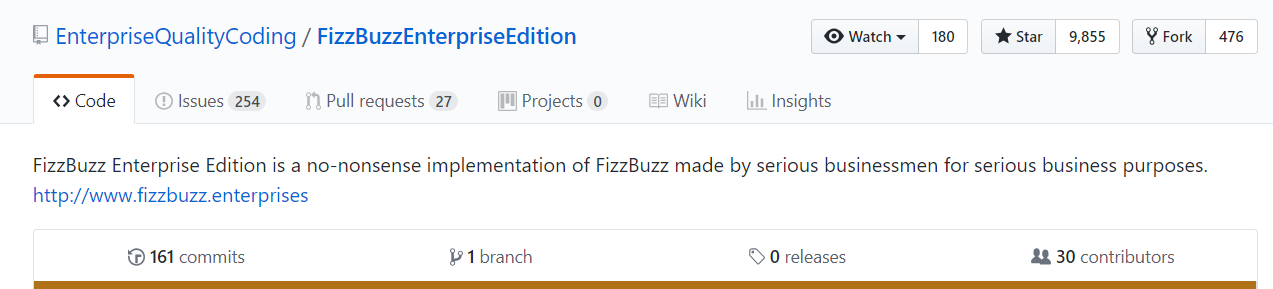 EnterpriseQualityCoding / FizzBuzzEnterpriseEdition Watch 180 Star 9,855 Fork 476
Code Issues 254 Pull requests 27 Projects 0 Wiki Insights
FizzBuzz Enterprise Edition is a no-nonsense implementation of FizzBuzz made by serious businessmen for serious business purposes.
http://www.fizzbuzz.enterprises
161 commits 1 branch 0 releases 30 contributors